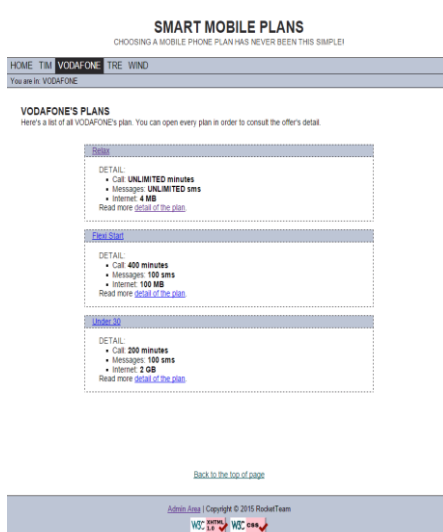 SMART MOBILE PLANS
CHOOSING A MOBILE PHONE PLAN HAS NEVER BEEN THIS SIMPLE!
HOME TIM VODAFONE TRE WIND
You are in: VODAFONE
VODAFONE'S PLANS
Here's a list of all VODAFONE's plan. You can open every plan in order to consult the offer's detail.
Relax
DETAIL:
Call: UNLIMITED minutes
Messages: UNLIMITED sms
Internet: 4 MB
Read more detail of the plan.
Flexi Start
DETAIL:
Call: 400 minutes
Messages: 100 sms
Internet: 100 MB
Read more detail of the plan.
Under 30
DETAIL:
Call: 200 minutes
Messages: 100 sms
Internet: 2 GB
Read more detail of the plan.
Back to the top of page
Admin Area | Copyright © 2015 RocketTeam
W3C XHTML 1.0 W3C css